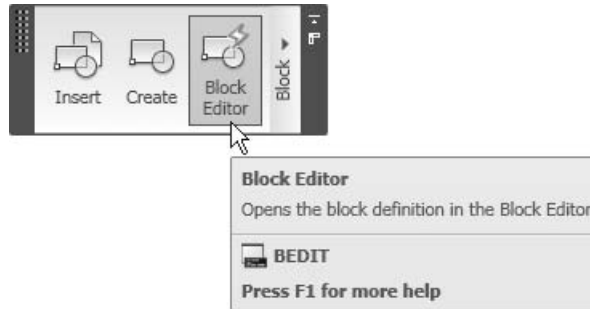 Insert
Create
Block
Editor
Block
Block Editor
Opens the block definition in the Block Editor
BEDIT
Press F1 for more help